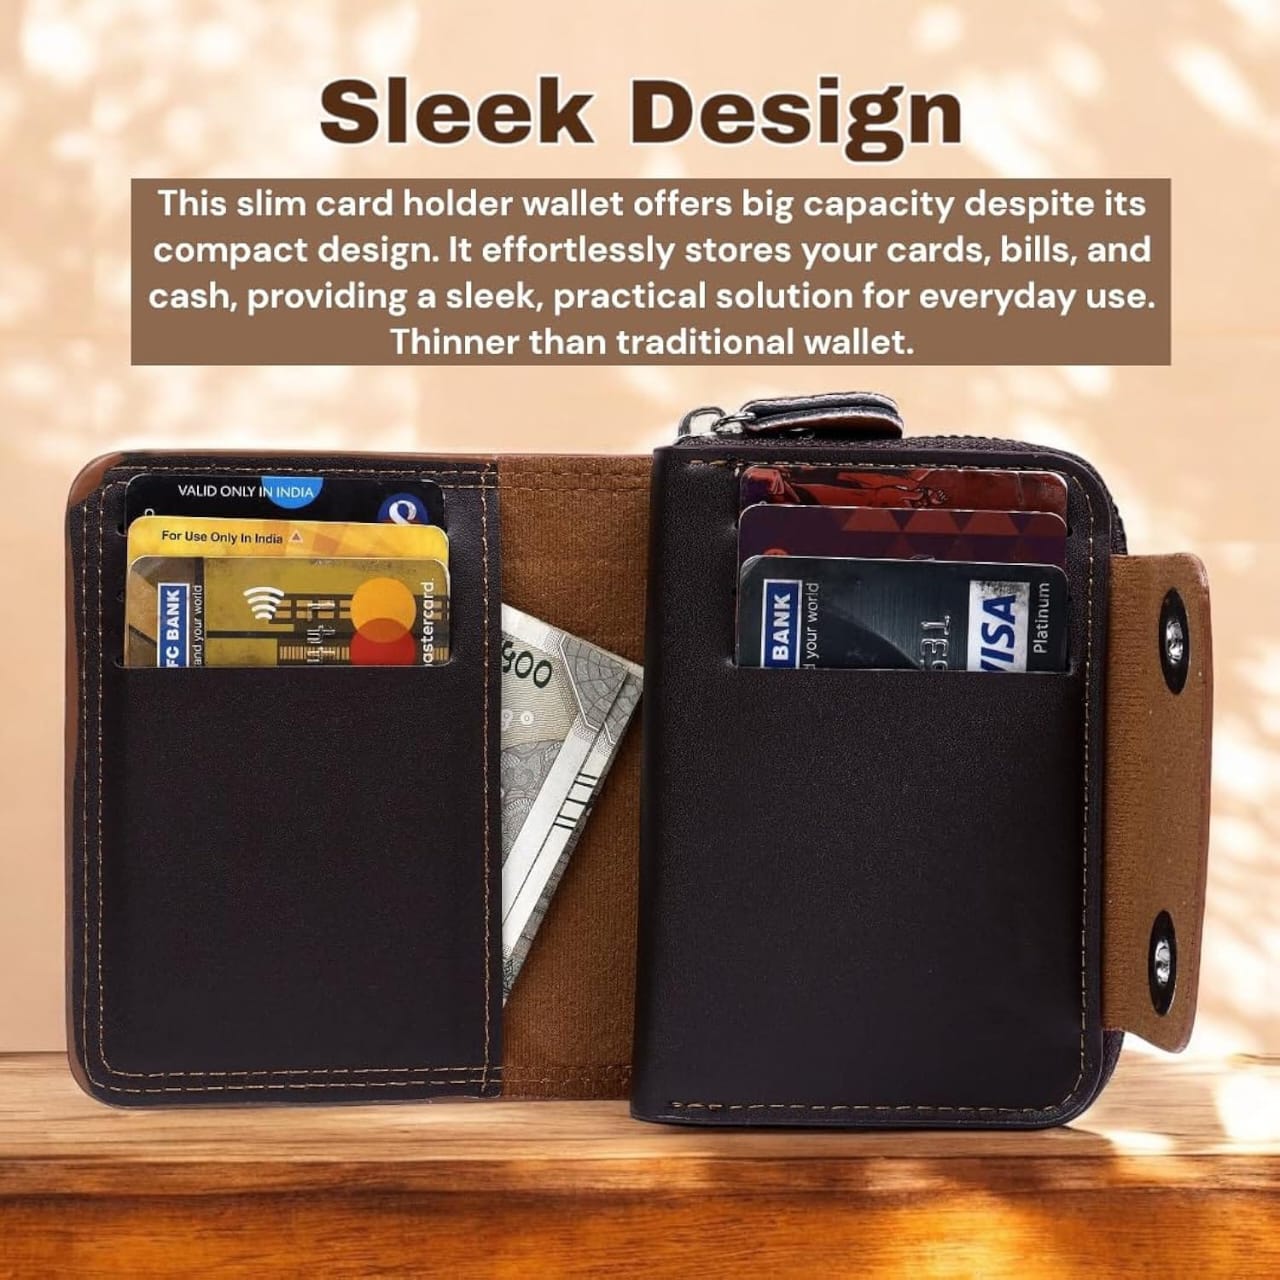 Sleek Design
This slim card holder wallet offers big capacity despite its
compact design. It effortlessly stores your cards, bills, and
cash, providing a sleek, practical solution for everyday use.
Thinner than traditional wallet.
VALID ONLY IN INDIA
For Use Only In India
FC BANK
and your world
astercard.
500
BANK
your world
631
VISA
Platinum